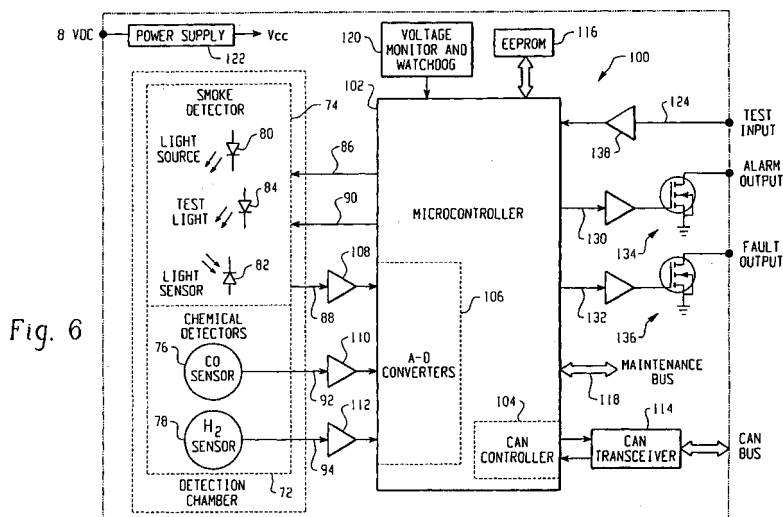 8 VDC
POWER SUPPLY
Vcc
122
120
VOLTAGE
MONITOR AND
WATCHDOG
EEPROM
116
100
102
SMOKE
DETECTOR
74
LIGHT
SOURCE
80
86
TEST
LIGHT
84
90
LIGHT
SENSOR
82
88
108
MICROCONTROLLER
138
124
TEST
INPUT
130
134
ALARM
OUTPUT
132
136
FAULT
OUTPUT
Fig. 6
CHEMICAL
DETECTORS
76
CO
SENSOR
92
110
106
A-D
CONVERTERS
78
H2
SENSOR
94
112
DETECTION
CHAMBER
72
MAINTENANCE
BUS
118
104
CAN
CONTROLLER
114
CAN
TRANSCEIVER
CAN
BUS